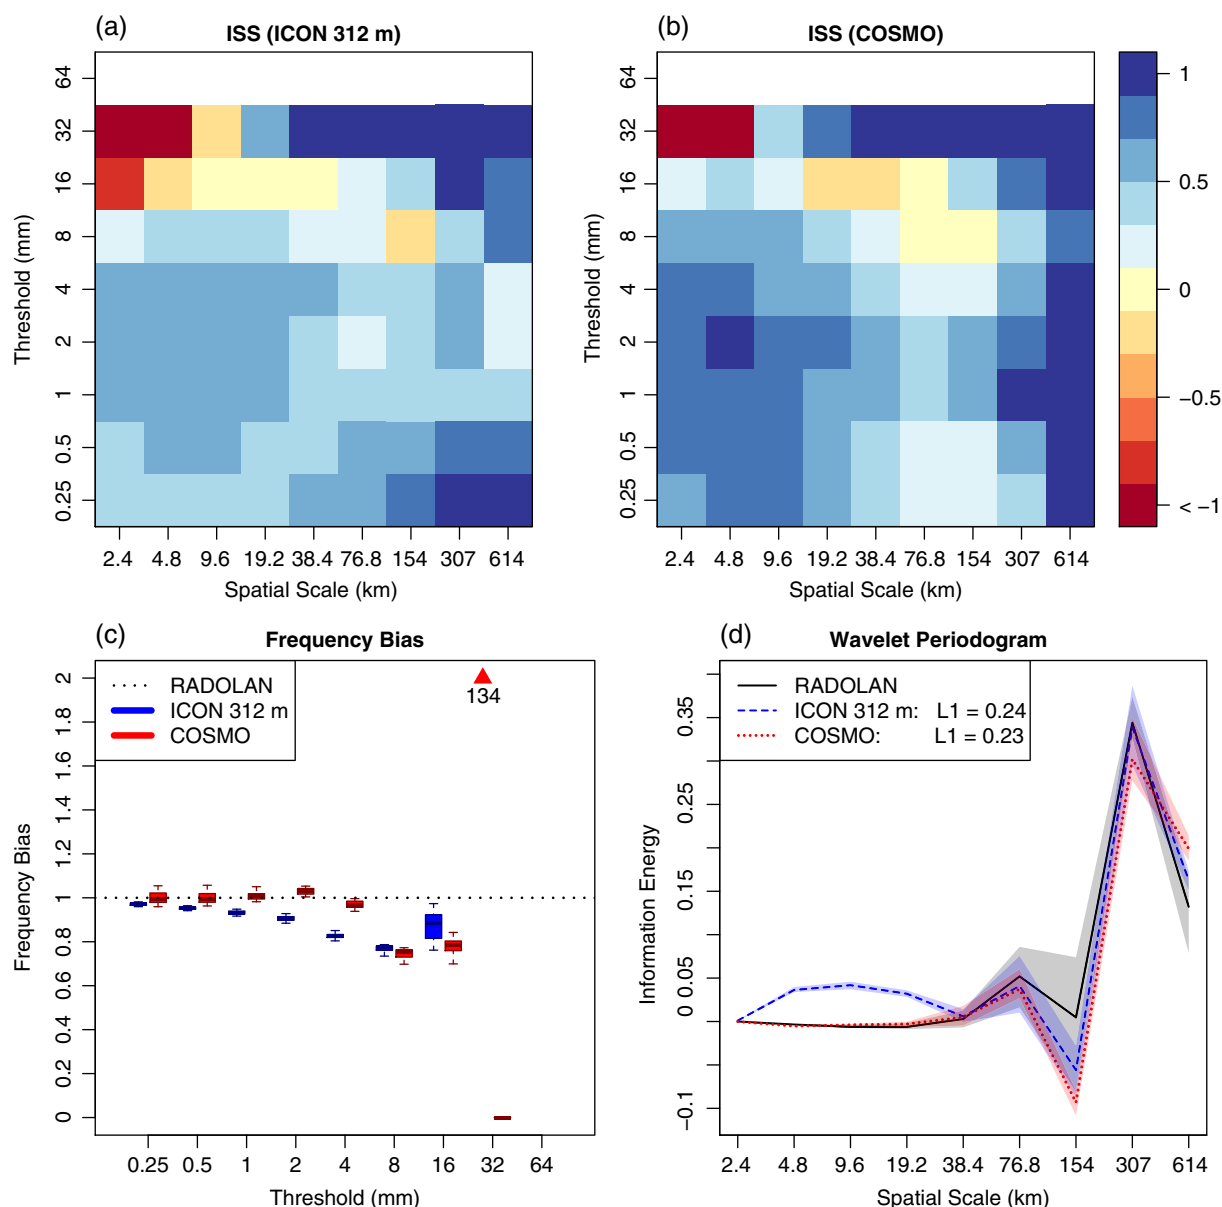 (a) ISS (ICON 312 m)
64
32
16
8
4
2
1
0.5
0.25
Threshold (mm)
2.4 4.8 9.6 19.2 38.4 76.8 154 307 614
Spatial Scale (km)
(b) ISS (COSMO)
64
32
16
8
4
2
1
0.5
0.25
Threshold (mm)
2.4 4.8 9.6 19.2 38.4 76.8 154 307 614
Spatial Scale (km)
1
0.5
0
−0.5
< −1
(c) Frequency Bias
RADOLAN
ICON 312 m
COSMO
134
2
1.8
1.6
1.4
1.2
1
0.8
0.6
0.4
0.2
0
Frequency Bias
0.25 0.5 1 2 4 8 16 32 64
Threshold (mm)
(d) Wavelet Periodogram
RADOLAN
ICON 312 m: L1 = 0.24
COSMO: L1 = 0.23
0.35
0.25
0.15
0.05
0
−0.1
Information Energy
2.4 4.8 9.6 19.2 38.4 76.8 154 307 614
Spatial Scale (km)